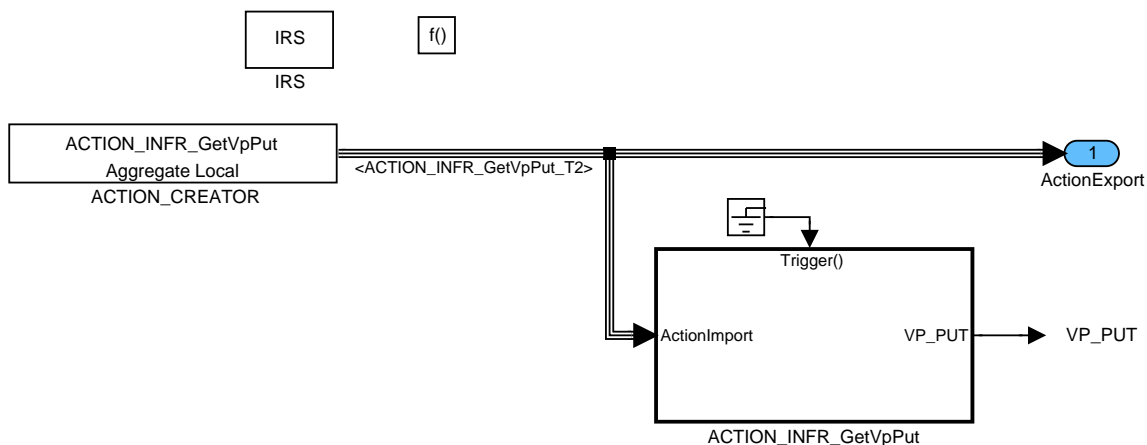 IRS
f()
IRS
ACTION_INFR_GetVpPut
Aggregate Local
ACTION_CREATOR
<ACTION_INFR_GetVpPut_T2>
1
ActionExport
Trigger()
ActionImport
VP_PUT
VP_PUT
ACTION_INFR_GetVpPut